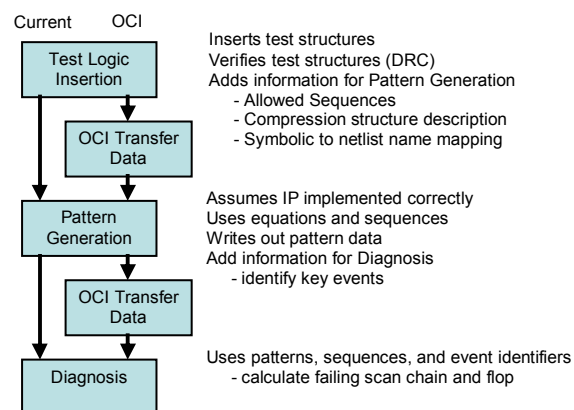 Current OCI
Test Logic
Insertion
Inserts test structures
Verifies test structures (DRC)
Adds information for Pattern Generation
- Allowed Sequences
- Compression structure description
- Symbolic to netlist name mapping
OCI Transfer
Data
Pattern
Generation
Assumes IP implemented correctly
Uses equations and sequences
Writes out pattern data
Add information for Diagnosis
- identify key events
OCI Transfer
Data
Diagnosis
Uses patterns, sequences, and event identifiers
- calculate failing scan chain and flop